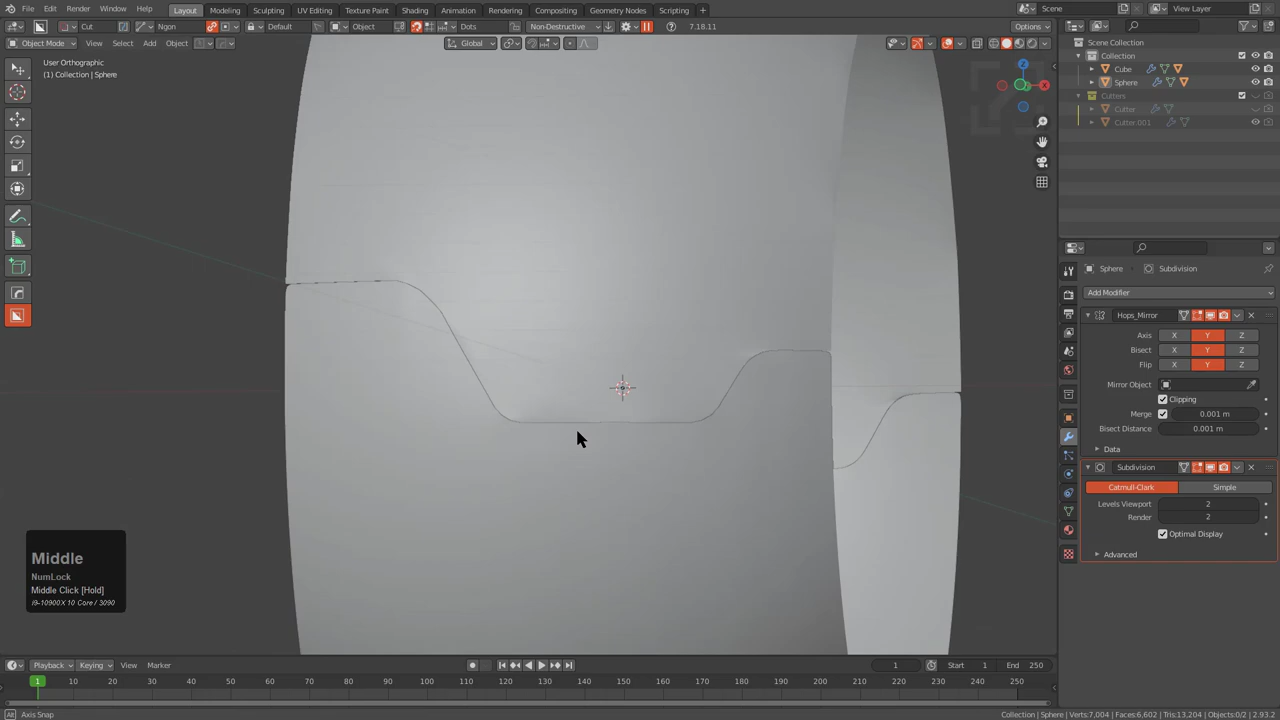 File Edit Render Window Help
Layout Modeling Sculpting UV Editing Texture Paint Shading Animation Rendering Compositing Geometry Nodes Scripting
Scene
View Layer
Cut Ngon Default Object Dots Non-Destructive 7.18.11 Options
Object Mode View Select Add Object Global
User Orthographic
(1) Collection | Sphere
Scene Collection
Collection
Cube
Sphere
Cutters
Cutter
Cutter.001
Sphere Subdivision
Add Modifier
Hops_Mirror
Axis X Y Z
Bisect X Y Z
Flip X Y Z
Mirror Object
Clipping
Merge 0.001 m
Bisect Distance 0.001 m
Data
Subdivision
Catmull-Clark Simple
Levels Viewport 2
Render 2
Optimal Display
Advanced
Middle
NumLock
Middle Click [Hold]
i9-10900X 10 Core / 3090
Playback Keying View Marker
1 Start 1 End 250
1 10 20 30 40 50 60 70 80 90 100 110 120 130 140 150 160 170 180 190 200 210 220 230 240 250
Alt Axis Snap
Collection | Sphere Verts:7,004 | Faces:6,602 | Tris:13,204 | Objects:0/2 | 2.93.2